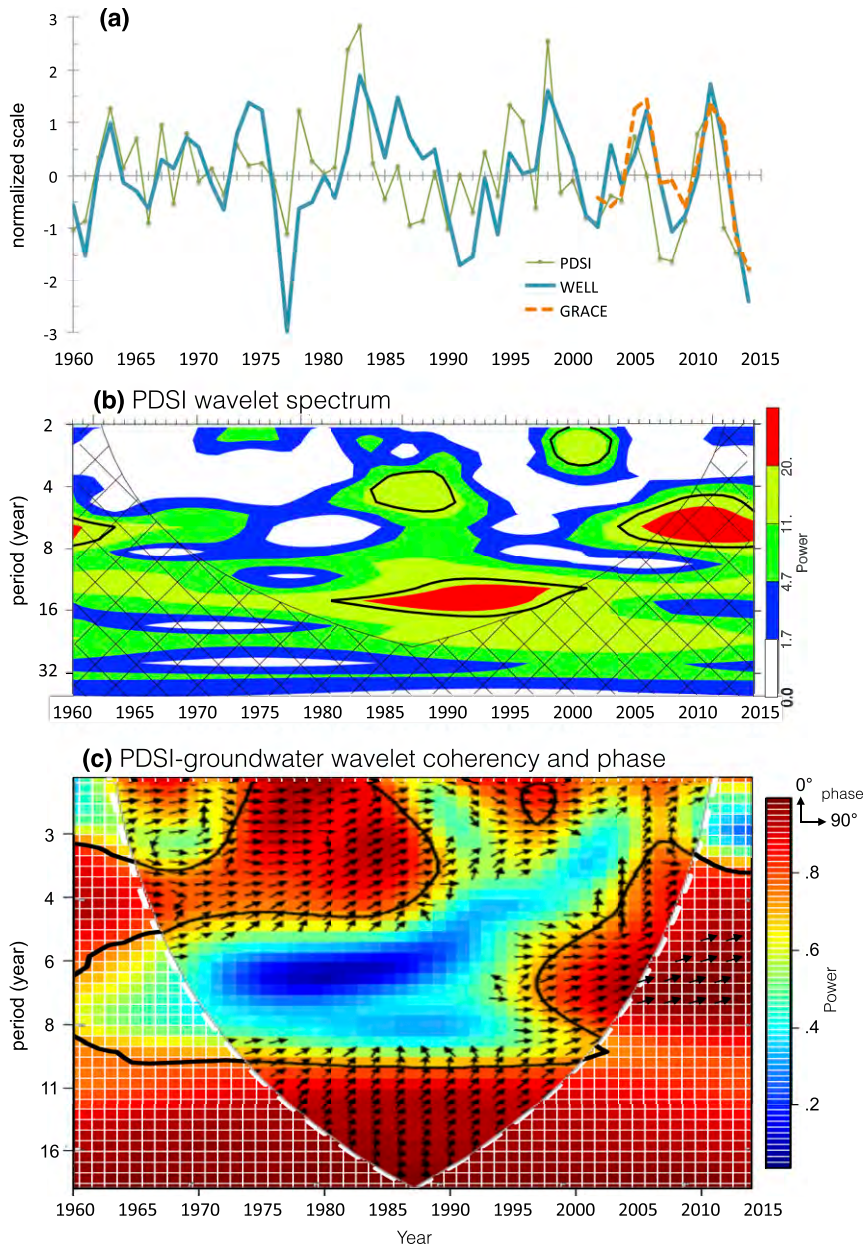 (a)
3
2
1
0
-1
-2
-3
normalized scale
PDSI
WELL
GRACE
1960 1965 1970 1975 1980 1985 1990 1995 2000 2005 2010 2015
(b) PDSI wavelet spectrum
2
4
8
16
32
period (year)
20.
11.
4.7
1.7
0.0
Power
1960 1965 1970 1975 1980 1985 1990 1995 2000 2005 2010 2015
(c) PDSI-groundwater wavelet coherency and phase
0° phase
90°
3
4
6
8
11
16
period (year)
.8
.6
.4
.2
Power
1960 1965 1970 1975 1980 1985 1990 1995 2000 2005 2010 2015
Year